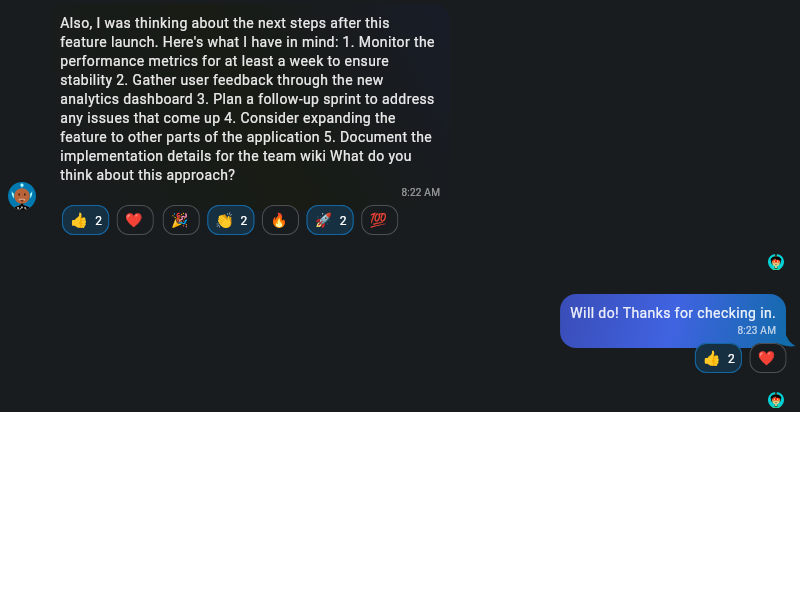 Also, I was thinking about the next steps after this
feature launch. Here's what I have in mind: 1. Monitor the
performance metrics for at least a week to ensure
stability 2. Gather user feedback through the new
analytics dashboard 3. Plan a follow-up sprint to address
any issues that come up 4. Consider expanding the
feature to other parts of the application 5. Document the
implementation details for the team wiki What do you
think about this approach?
8:22 AM
👍 2 ❤️ 🎉 👏 2 🔥 🚀 2 💯
Will do! Thanks for checking in.
8:23 AM
👍 2 ❤️